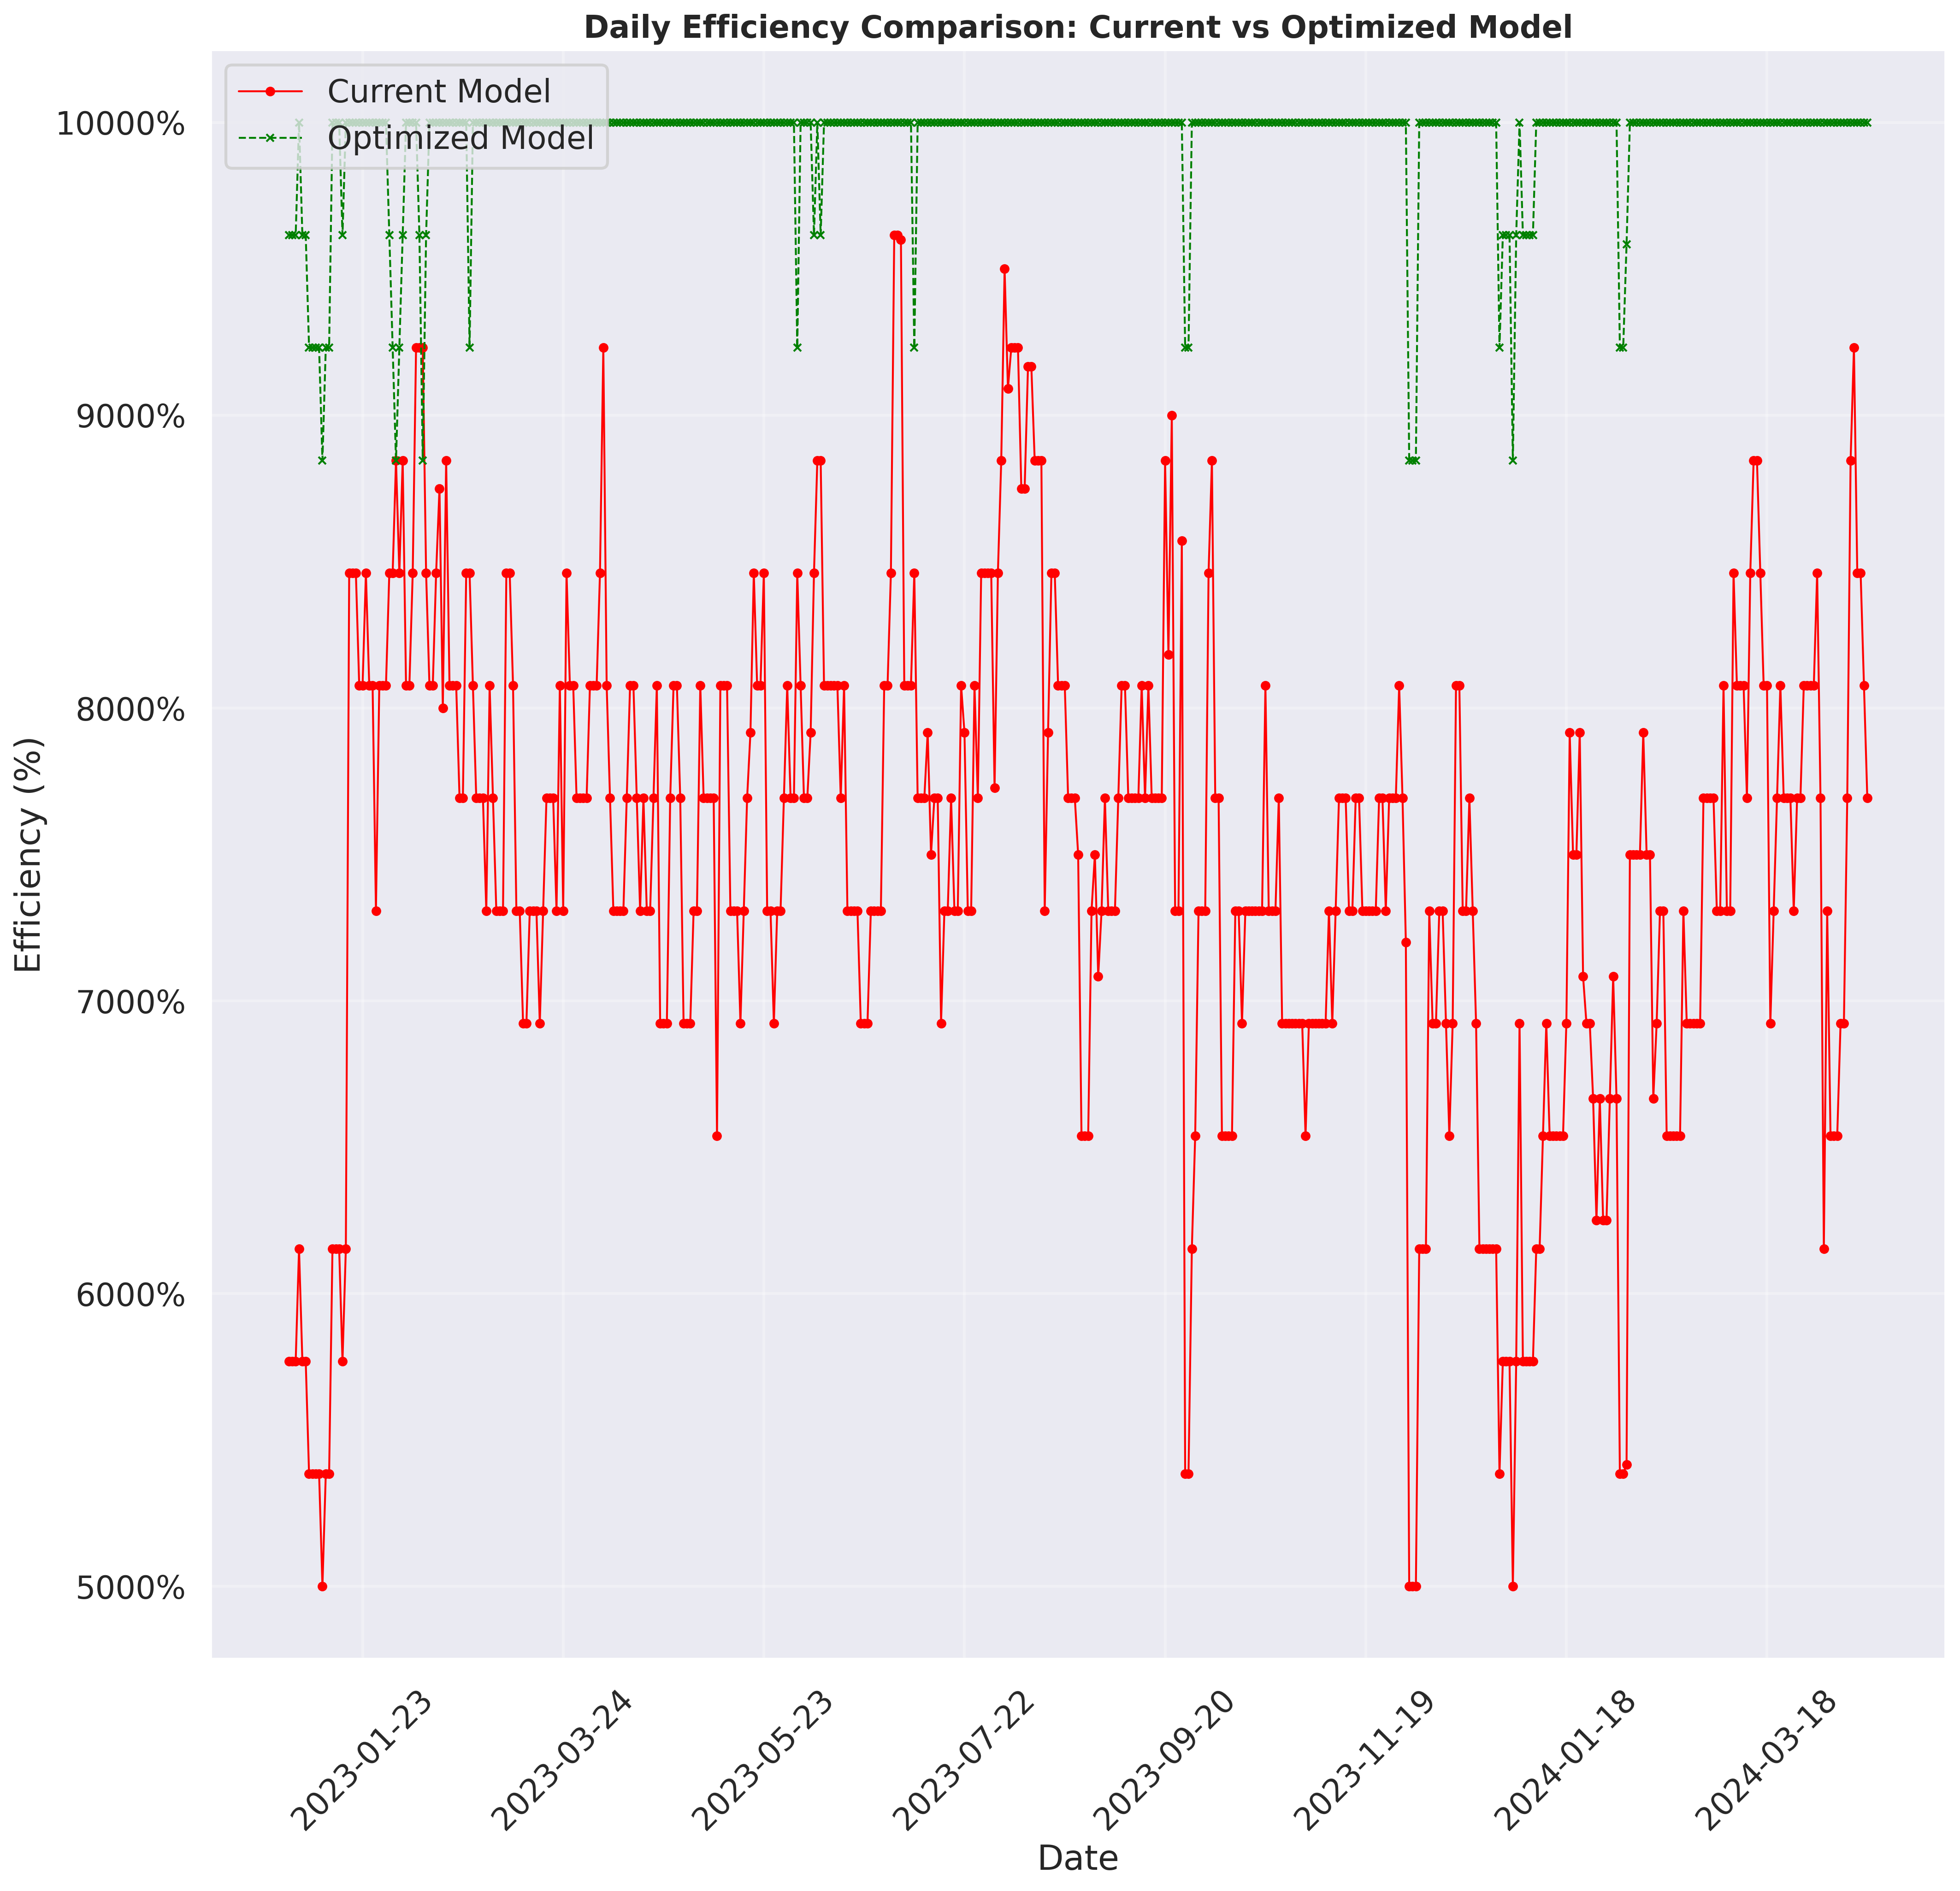 Daily Efficiency Comparison: Current vs Optimized Model
Current Model
Optimized Model
10000%
9000%
8000%
7000%
6000%
5000%
Efficiency (%)
2023-01-23
2023-03-24
2023-05-23
2023-07-22
2023-09-20
2023-11-19
2024-01-18
2024-03-18
Date